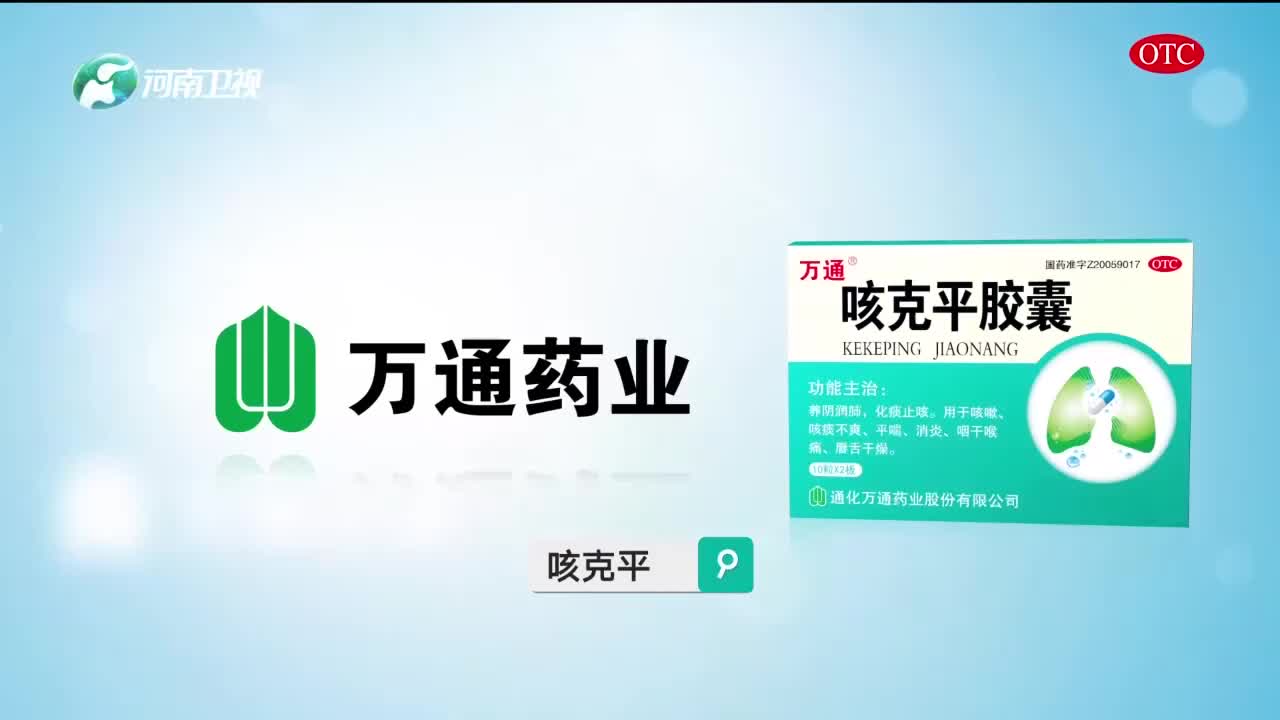 河南卫视
OTC
万通®
国药准字Z20059017 OTC
咳克平胶囊
KEKEPING JIAONANG
功能主治：
养阴润肺，化痰止咳。用于咳嗽、
咳痰不爽、平喘、消炎、咽干喉
痛、唇舌干燥。
10粒X2板
通化万通药业股份有限公司
万通药业
咳克平